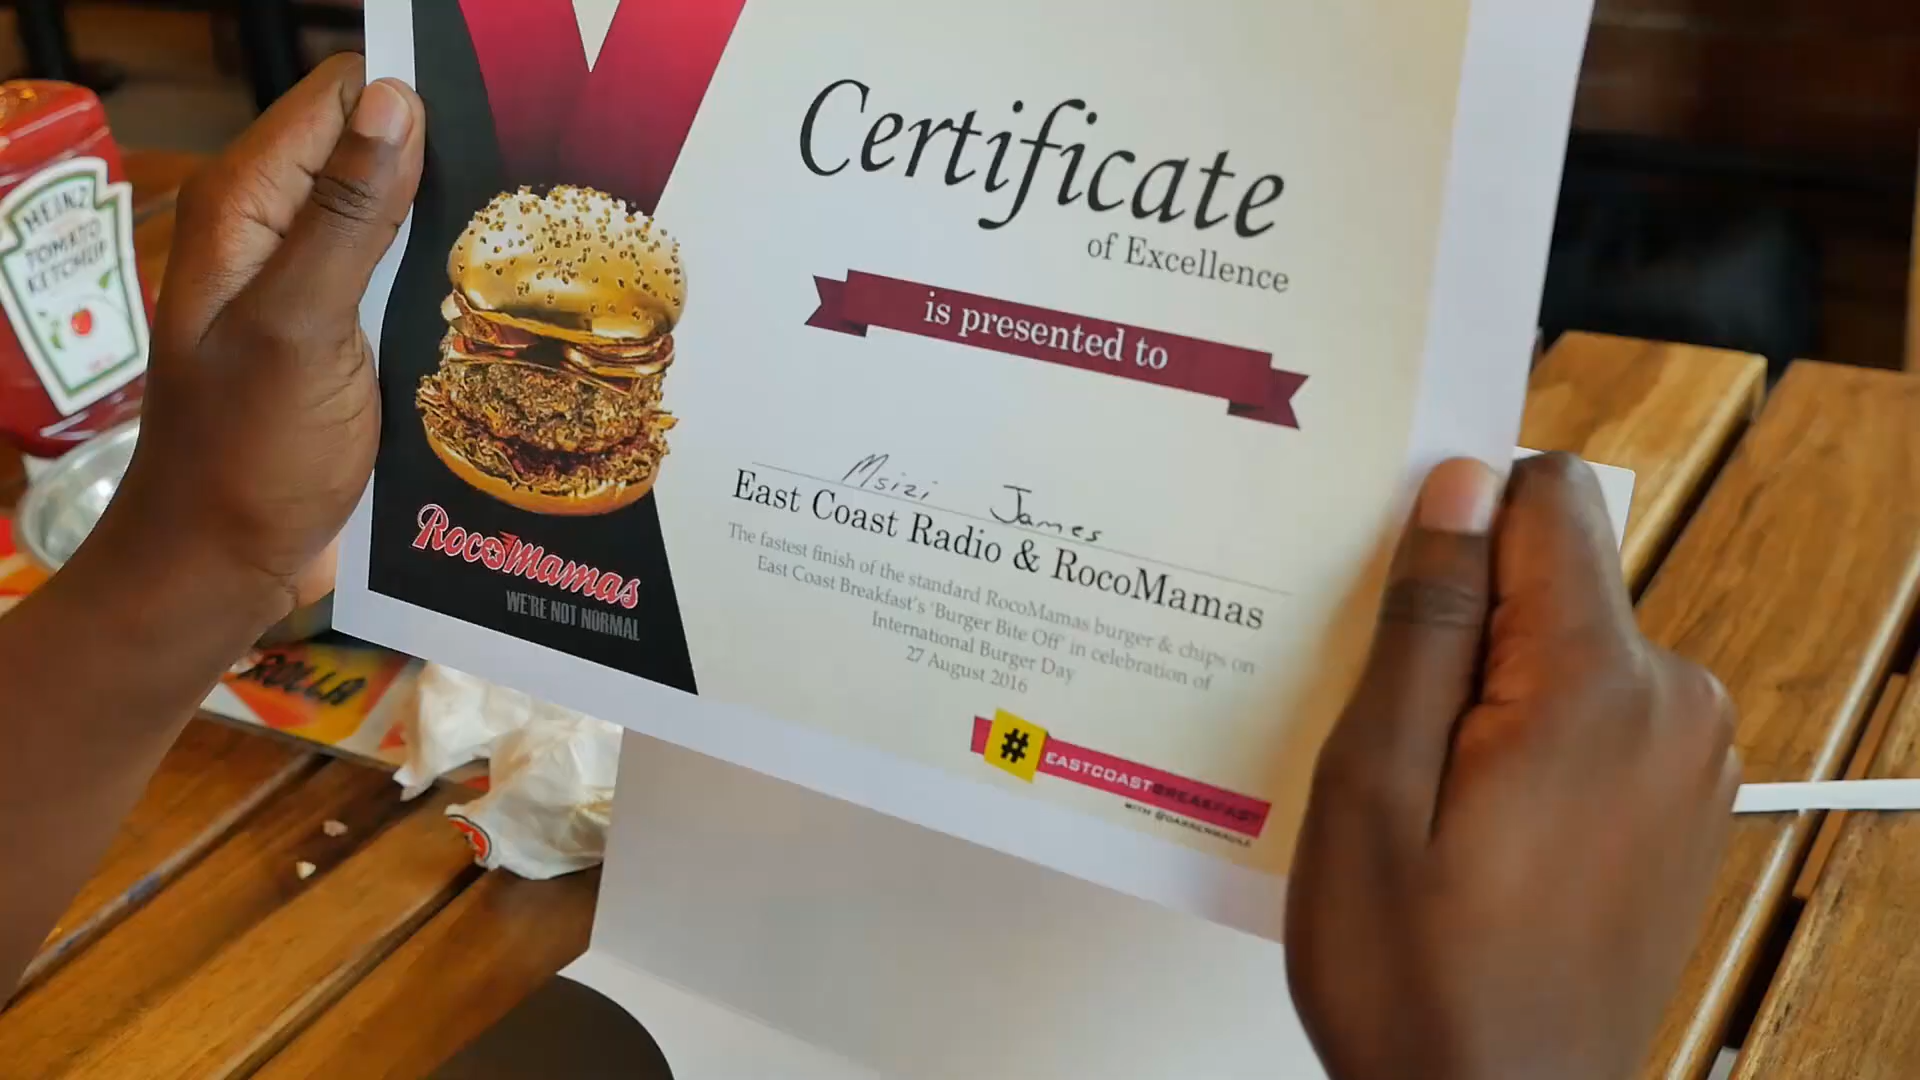 HEINZ
TOMATO
KETCHUP
Certificate
of Excellence
is presented to
Msizi James
East Coast Radio & RocoMamas
The fastest finish of the standard RocoMamas burger & chips on
East Coast Breakfast's 'Burger Bite Off' in celebration of
International Burger Day
27 August 2016
RocoMamas
WE'RE NOT NORMAL
# EASTCOASTBREAKFAST
WITH
ROLLA